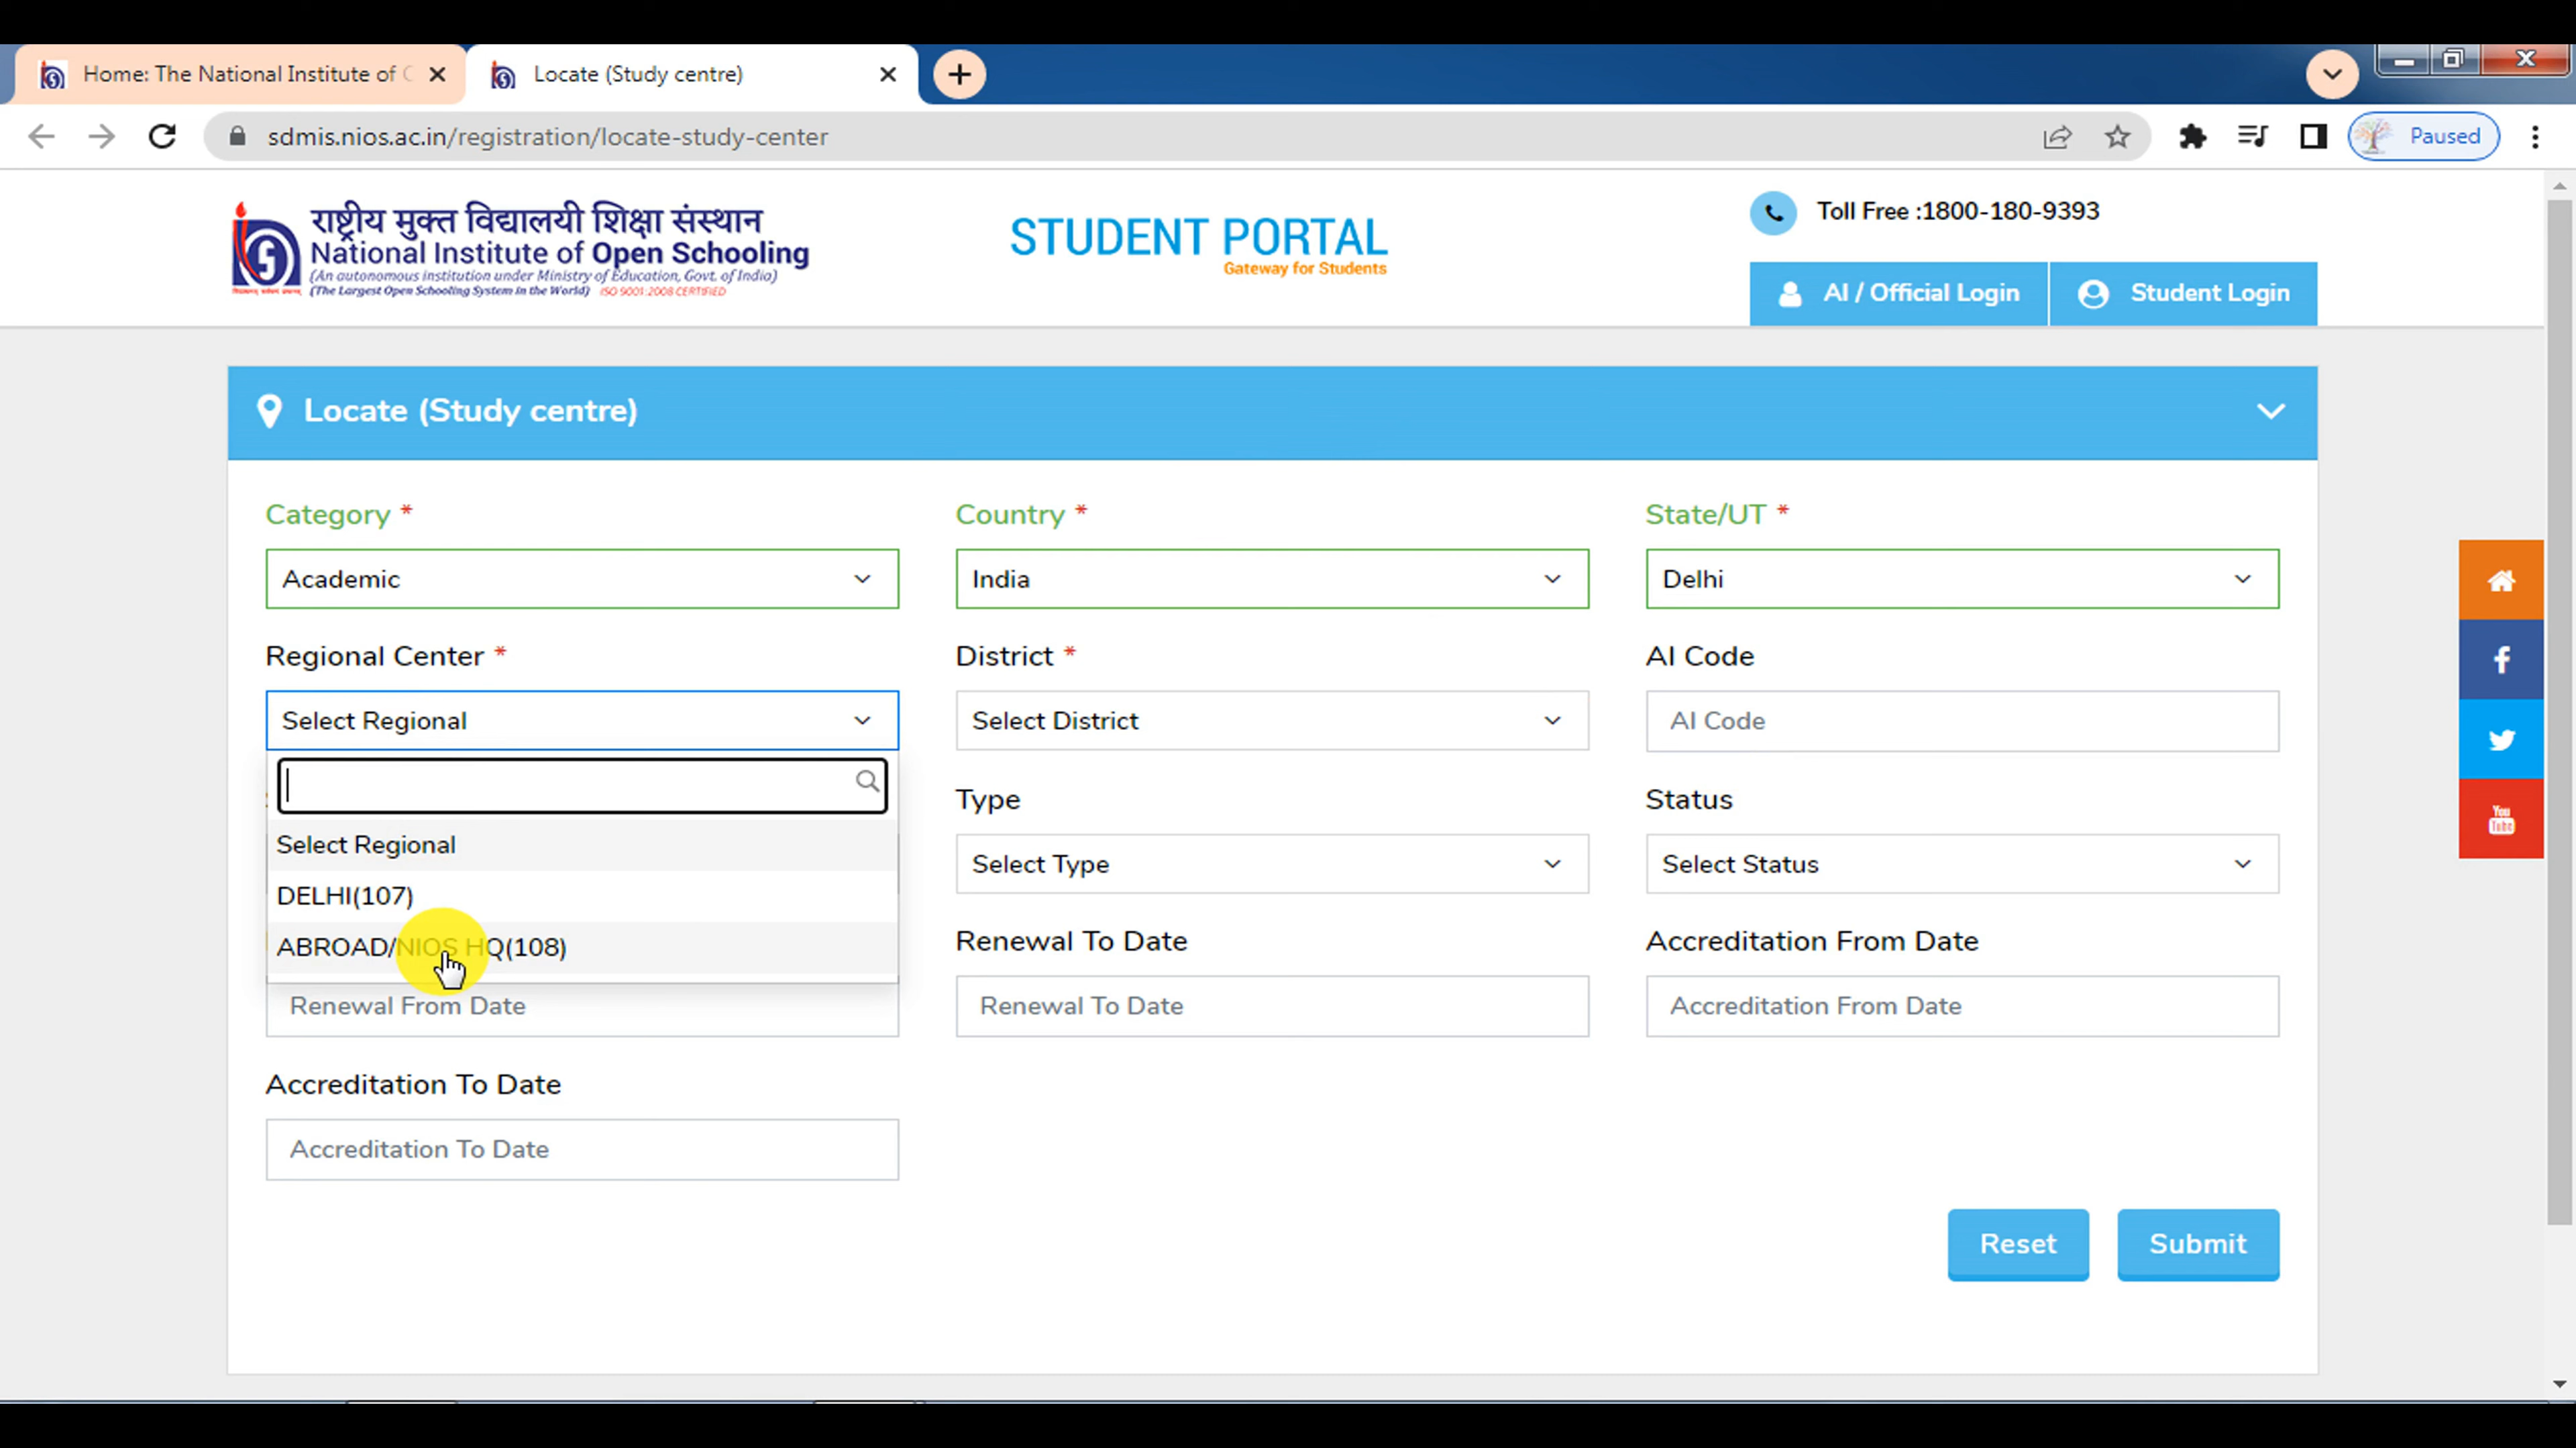 Home: The National Institute of
Locate (Study centre)
sdmis.nios.ac.in/registration/locate-study-center
Paused
राष्ट्रीय मुक्त विद्यालयी शिक्षा संस्थान
National Institute of Open Schooling
(An autonomous institution under Ministry of Education, Govt. of India)
(The Largest Open Schooling System in the World) ISO 9001:2008 CERTIFIED
STUDENT PORTAL
Gateway for Students
Toll Free :1800-180-9393
AI / Official Login
Student Login
Locate (Study centre)
Category *
Country *
State/UT *
Academic
India
Delhi
Regional Center *
District *
AI Code
Select Regional
Select District
AI Code
Type
Status
Select Regional
Select Type
Select Status
DELHI(107)
ABROAD/NIOS HQ(108)
Renewal To Date
Accreditation From Date
Renewal From Date
Renewal To Date
Accreditation From Date
Accreditation To Date
Accreditation To Date
Reset
Submit
You
Tube